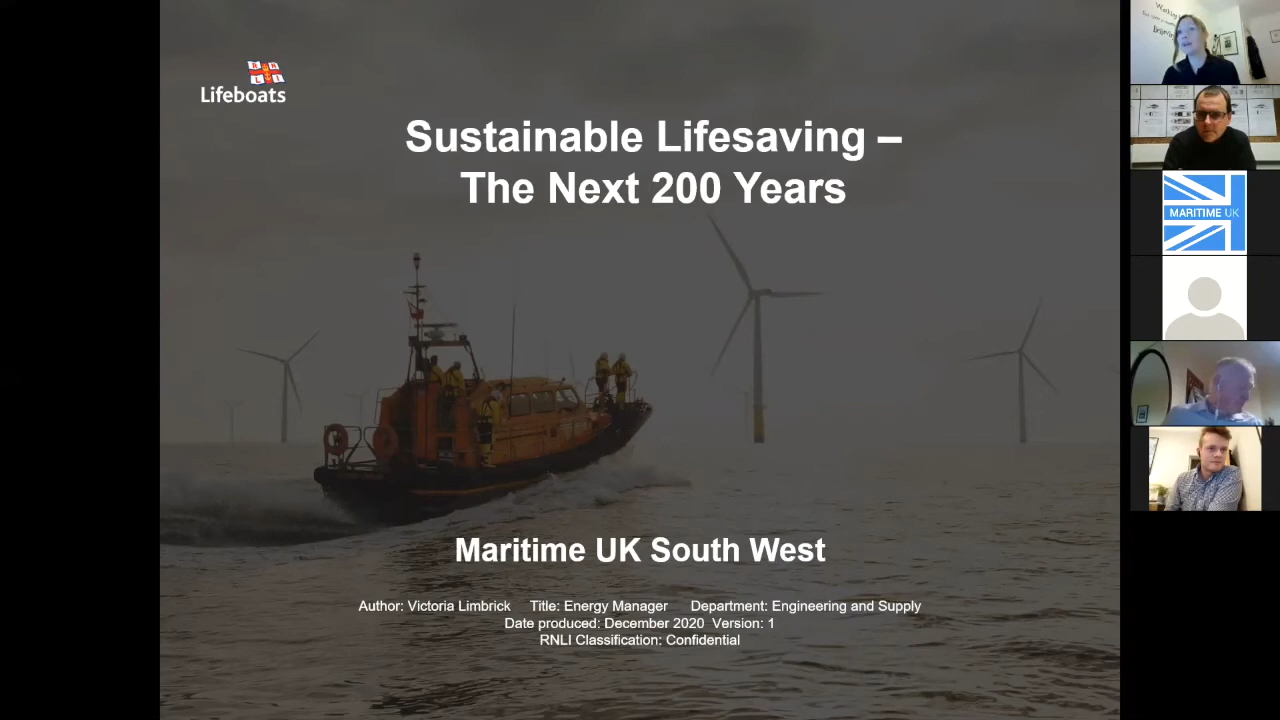 RNLI
Lifeboats
Sustainable Lifesaving –
The Next 200 Years
Maritime UK South West
Author: Victoria Limbrick Title: Energy Manager Department: Engineering and Supply
Date produced: December 2020 Version: 1
RNLI Classification: Confidential
MARITIME UK